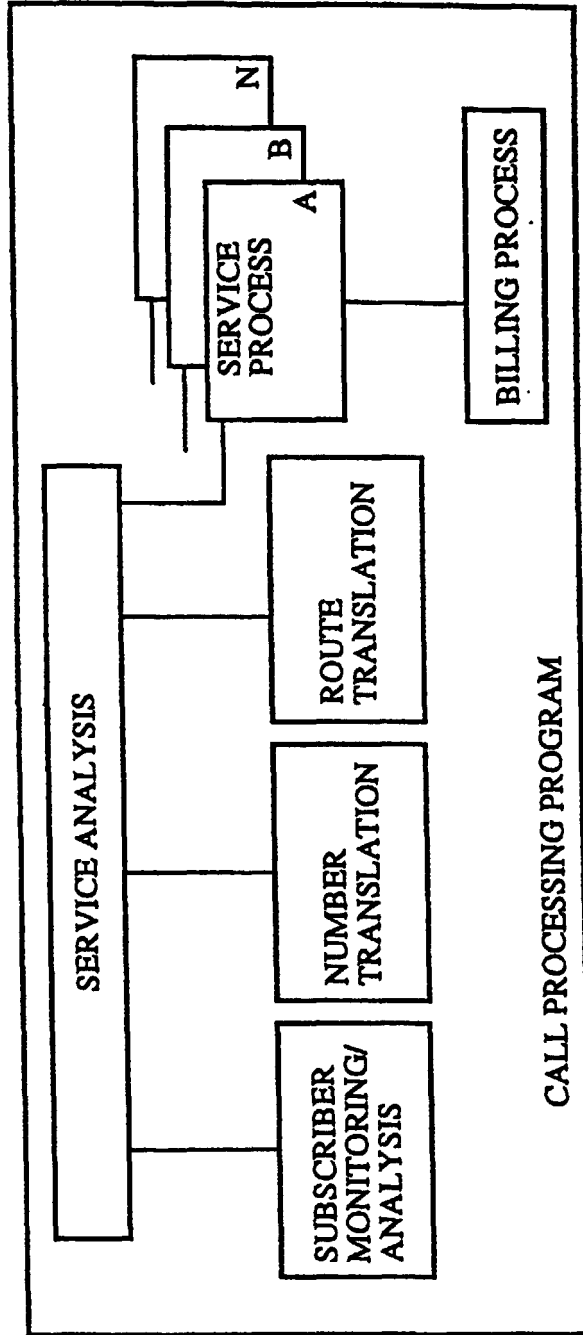 SERVICE ANALYSIS
SUBSCRIBER
MONITORING/
ANALYSIS
NUMBER
TRANSLATION
ROUTE
TRANSLATION
SERVICE
PROCESS
A
B
N
BILLING PROCESS
CALL PROCESSING PROGRAM